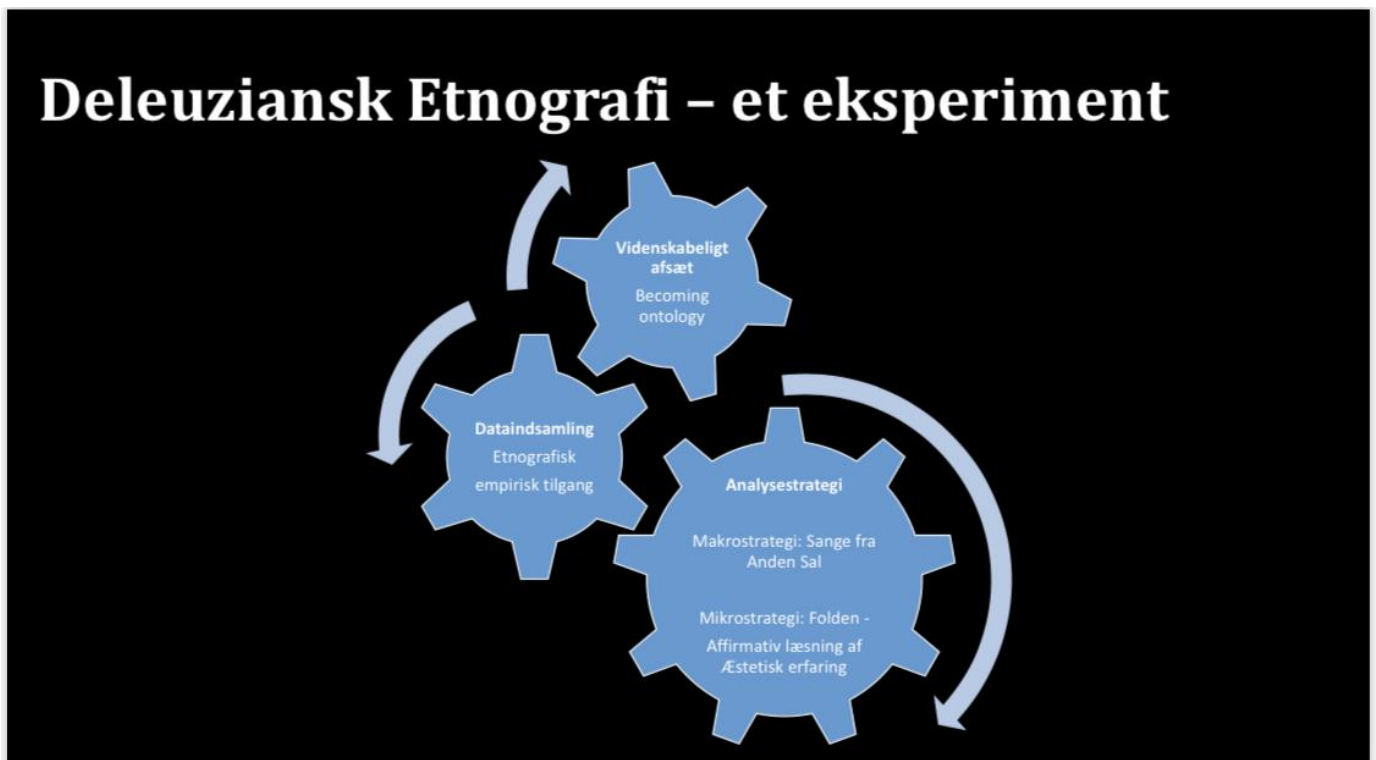 Deleuziansk Etnografi – et eksperiment
Videnskabeligt
afsæt
Becoming
ontology
Dataindsamling
Etnografisk
empirisk tilgang
Analysestrategi
Makrostrategi: Sange fra
Anden Sal
Mikrostrategi: Folden -
Affirmativ læsning af
Æstetisk erfaring